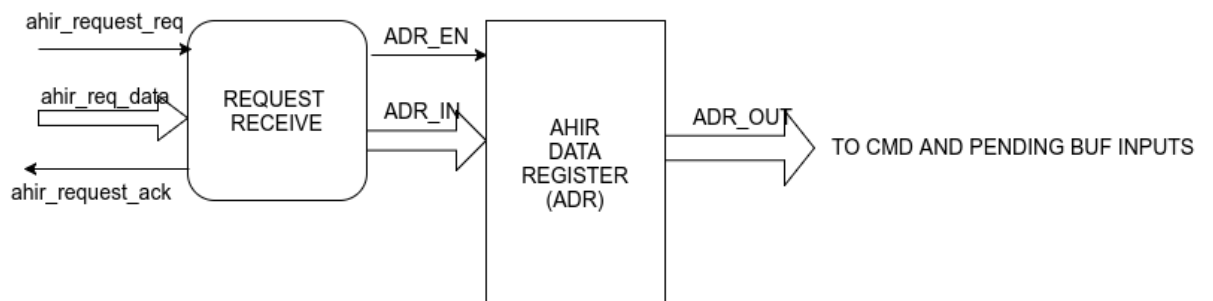 ahir_request_req
ahir_req_data
ahir_request_ack
REQUEST
RECEIVE
ADR_EN
ADR_IN
AHIR
DATA
REGISTER
(ADR)
ADR_OUT
TO CMD AND PENDING BUF INPUTS